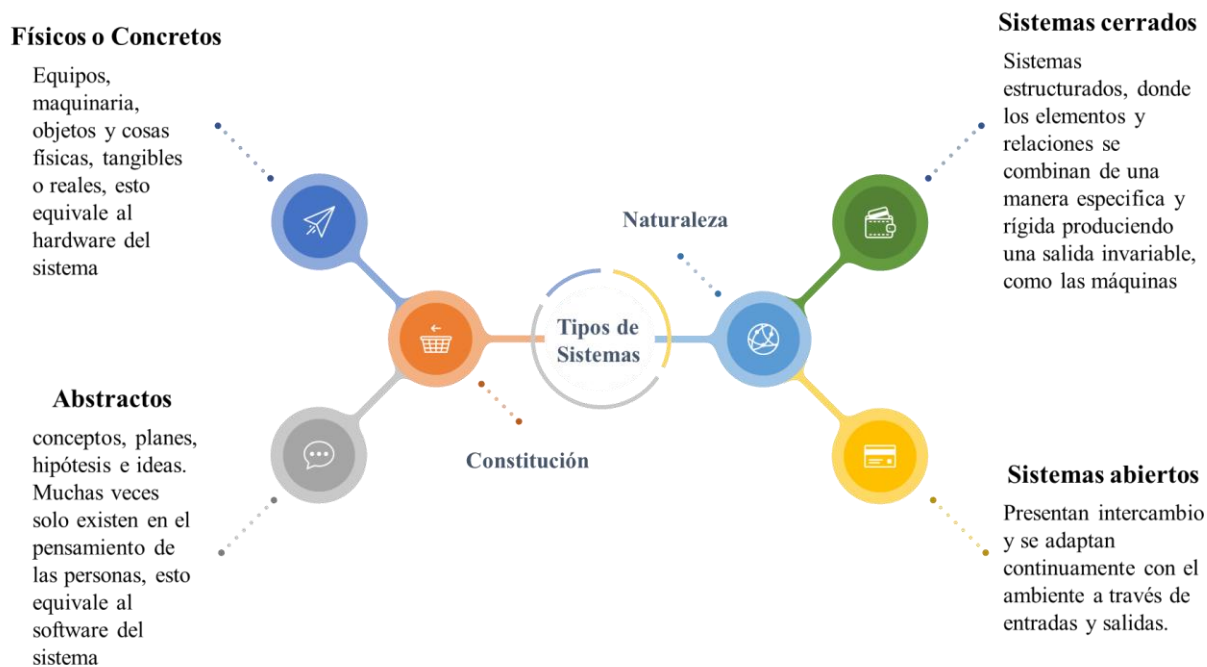 Físicos o Concretos
Equipos,
maquinaria,
objetos y cosas
físicas, tangibles
o reales, esto
equivale al
hardware del
sistema
Abstractos
conceptos, planes,
hipótesis e ideas.
Muchas veces
solo existen en el
pensamiento de
las personas, esto
equivale al
software del
sistema
Constitución
Tipos de
Sistemas
Naturaleza
Sistemas cerrados
Sistemas
estructurados, donde
los elementos y
relaciones se
combinan de una
manera especifica y
rígida produciendo
una salida invariable,
como las máquinas
Sistemas abiertos
Presentan intercambio
y se adaptan
continuamente con el
ambiente a través de
entradas y salidas.